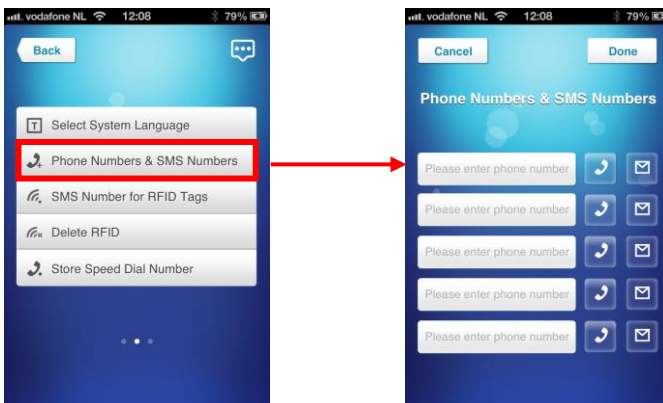 vodafone NL 12:08 79%
Back
T Select System Language
Phone Numbers & SMS Numbers
SMS Number for RFID Tags
Delete RFID
Store Speed Dial Number
vodafone NL 12:08 79%
Cancel Done
Phone Numbers & SMS Numbers
Please enter phone number
Please enter phone number
Please enter phone number
Please enter phone number
Please enter phone number